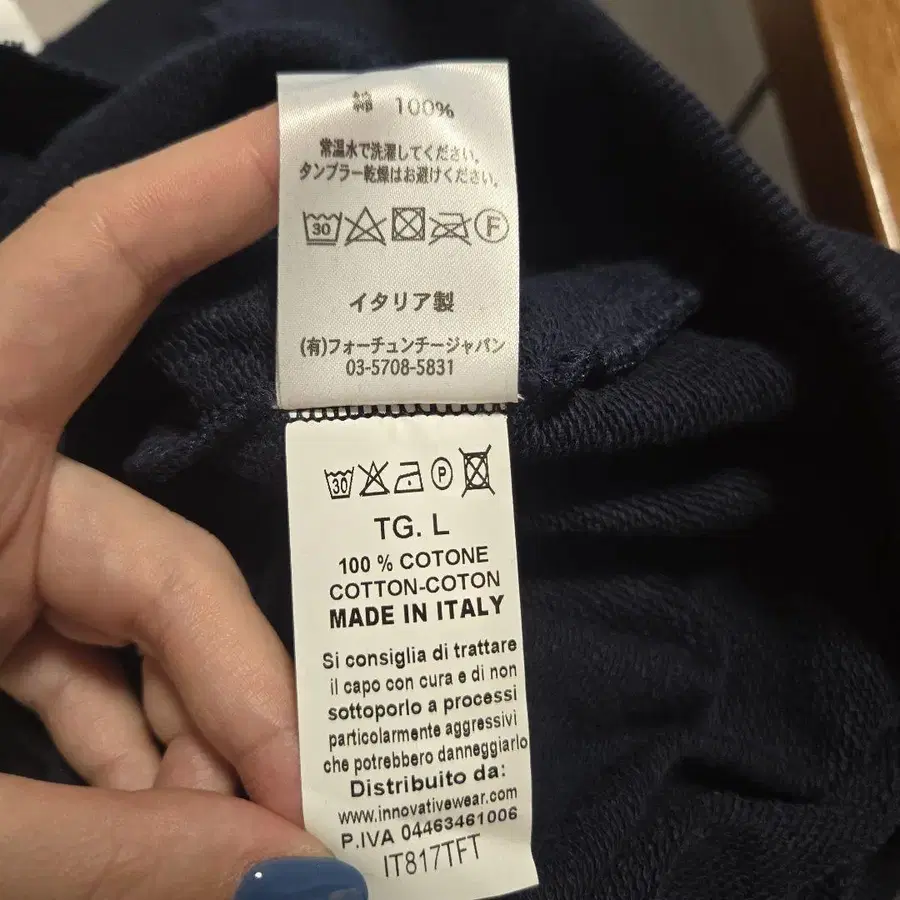 綿 100%
常温水で洗濯してください。
タンブラー乾燥はお避けください。
30 F
イタリア製
(有)フォーチュンチージャパン
03-5708-5831
30 P
TG. L
100 % COTONE
COTTON-COTON
MADE IN ITALY
Si consiglia di trattare
il capo con cura e di non
sottoporlo a processi
particolarmente aggressivi
che potrebbero danneggiarlo
Distribuito da:
www.innovativewear.com
P.IVA 04463461006
IT817TFT